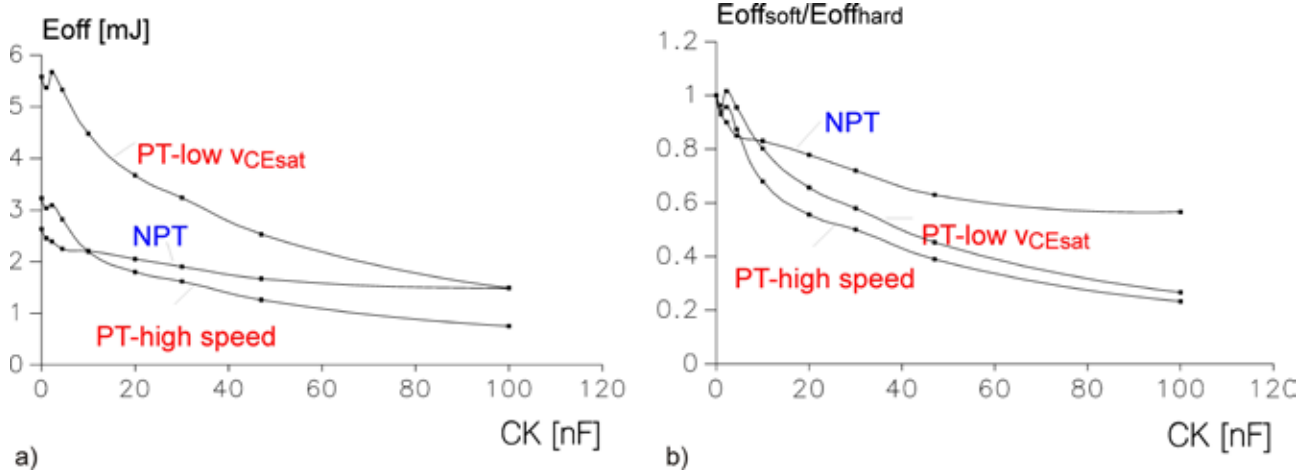 Eoff [mJ]
6
5
4
3
2
1
0
PT-low vCEsat
NPT
PT-high speed
0 20 40 60 80 100 120
CK [nF]
a)
Eoffsoft/Eoffhard
1.2
1
0.8
0.6
0.4
0.2
0
NPT
PT-low vCEsat
PT-high speed
0 20 40 60 80 100 120
CK [nF]
b)